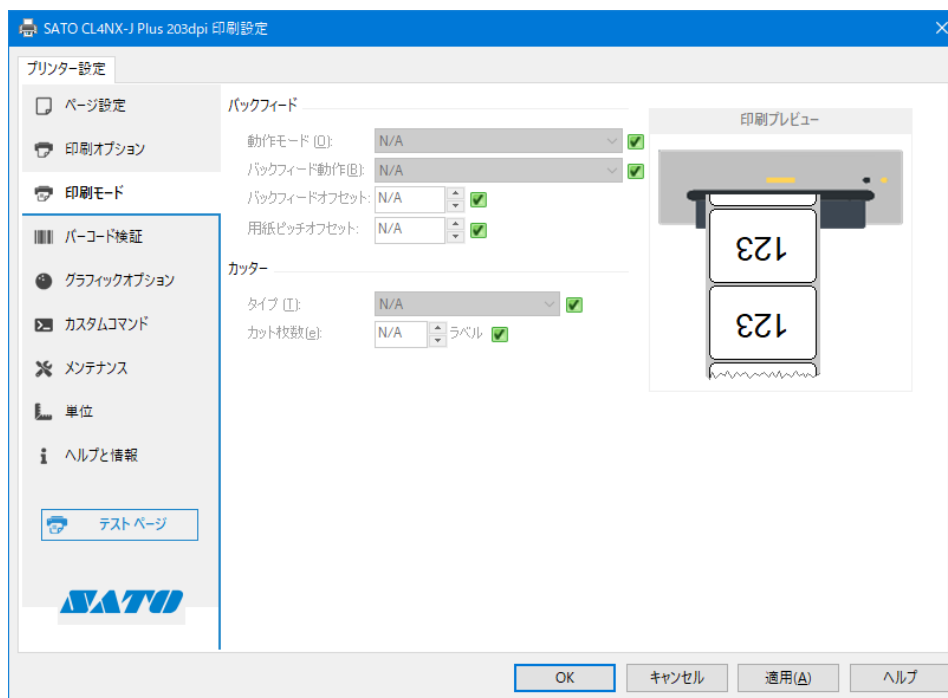 SATO CL4NX-J Plus 203dpi 印刷設定
プリンター設定
ページ設定
印刷オプション
印刷モード
バーコード検証
グラフィックオプション
カスタムコマンド
メンテナンス
単位
ヘルプと情報
テスト ページ
SATO
バックフィード
動作モード (O): N/A
バックフィード動作(B): N/A
バックフィードオフセット: N/A
用紙ピッチオフセット: N/A
カッター
タイプ (T): N/A
カット枚数(e): N/A ラベル
印刷プレビュー
123
123
OK キャンセル 適用(A) ヘルプ